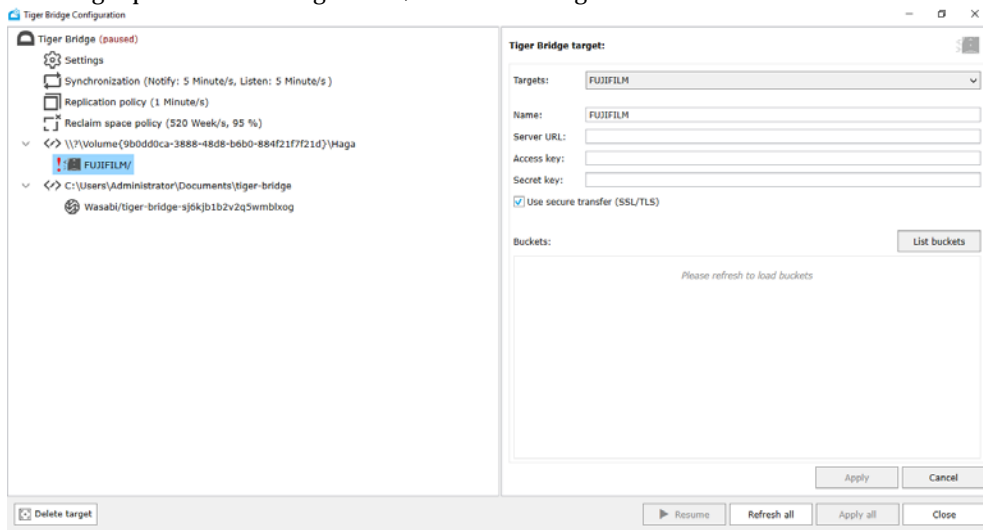 Tiger Bridge Configuration
Tiger Bridge (paused)
Settings
Synchronization (Notify: 5 Minute/s, Listen: 5 Minute/s )
Replication policy (1 Minute/s)
Reclaim space policy (520 Week/s, 95 %)
\\?\Volume{9b0dd0ca-3888-48d8-b6b0-884f21f7f21d}\Haga
FUJIFILM/
C:\Users\Administrator\Documents\tiger-bridge
Wasabi/tiger-bridge-sj6kjb1b2v2q5wmblxog
Delete target
Tiger Bridge target:
Targets: FUJIFILM
Name: FUJIFILM
Server URL:
Access key:
Secret key:
Use secure transfer (SSL/TLS)
Buckets: List buckets
Please refresh to load buckets
Apply Cancel
Resume Refresh all Apply all Close